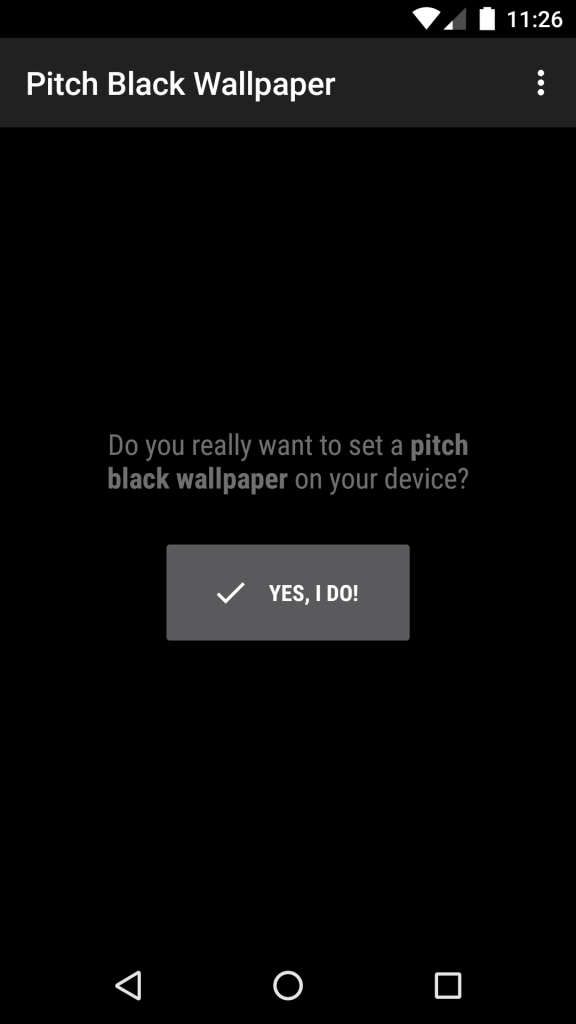 11:26
Pitch Black Wallpaper
Do you really want to set a pitch
black wallpaper on your device?
YES, I DO!